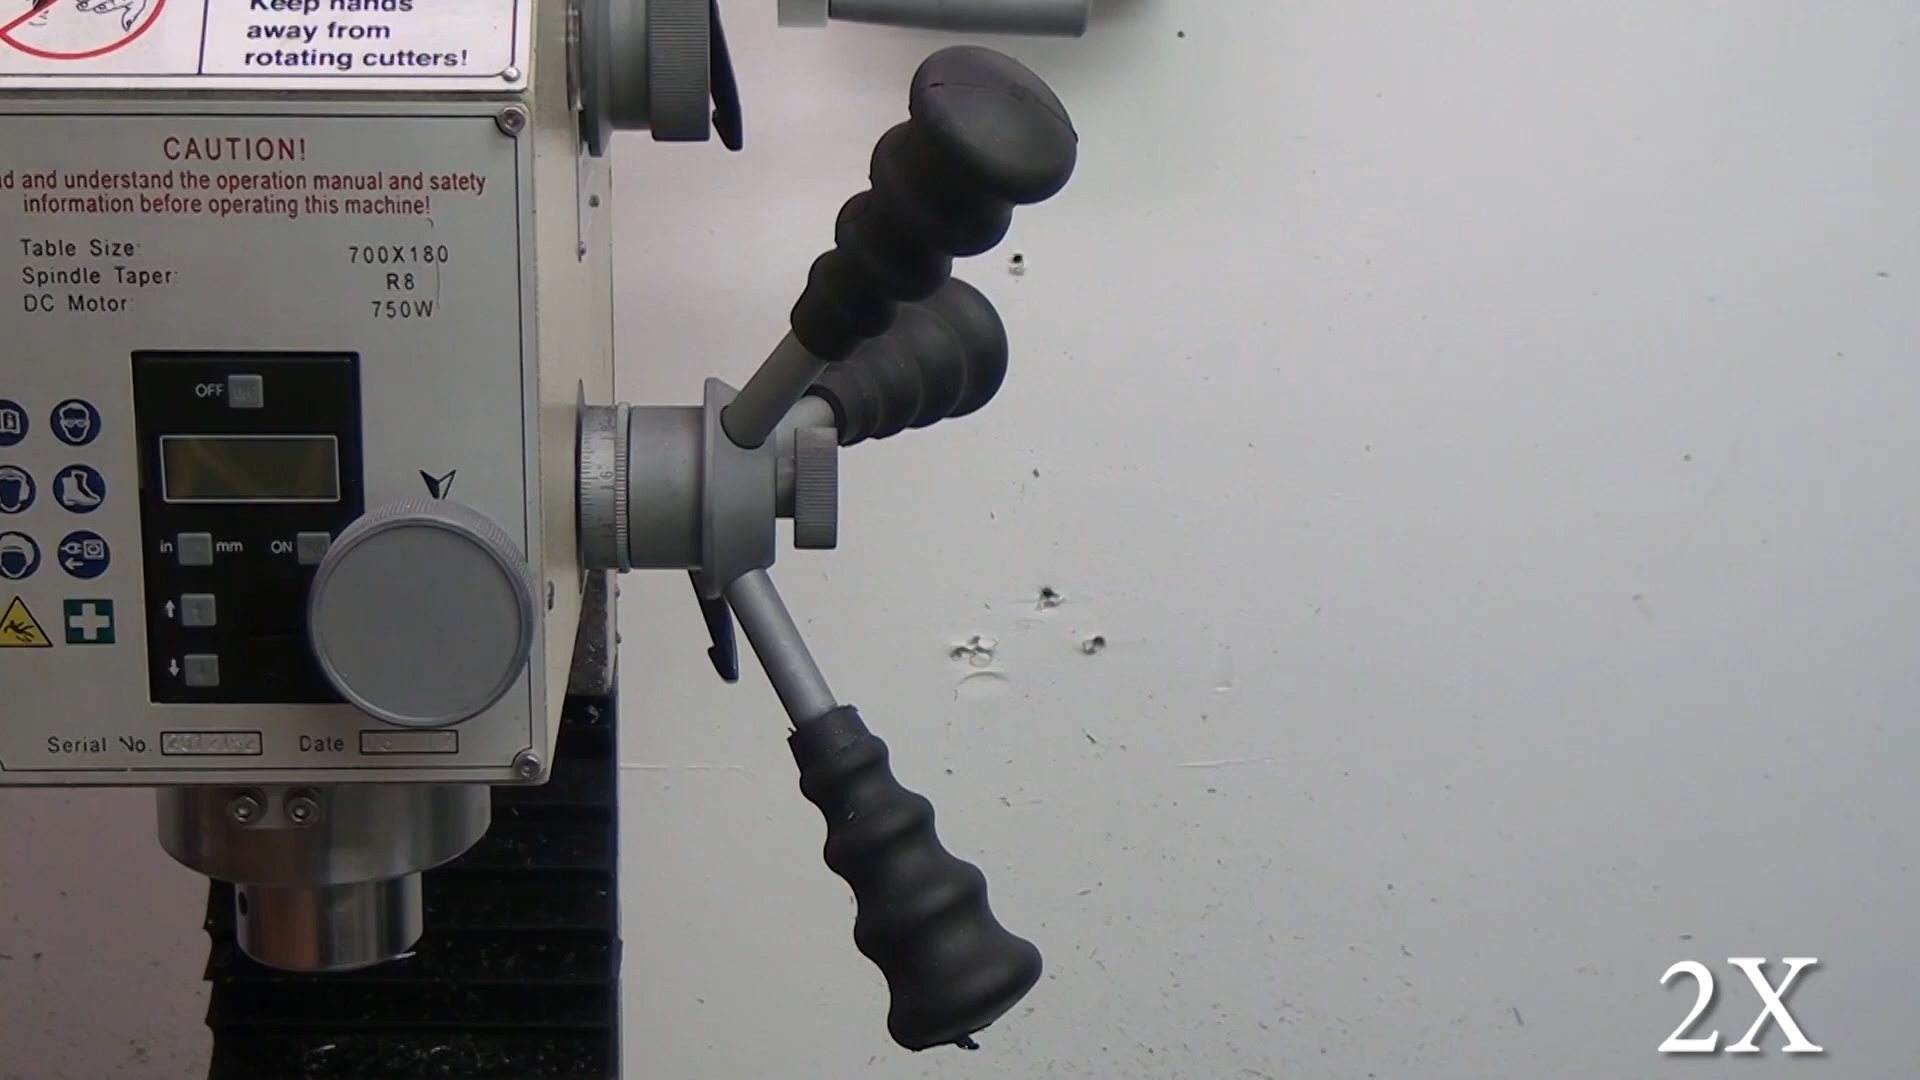 Keep hands
away from
rotating cutters!
CAUTION!
and understand the operation manual and satety
information before operating this machine!
Table Size: 700X180
Spindle Taper: R8
DC Motor: 750W
OFF
in mm ON
Serial No. Date
2X